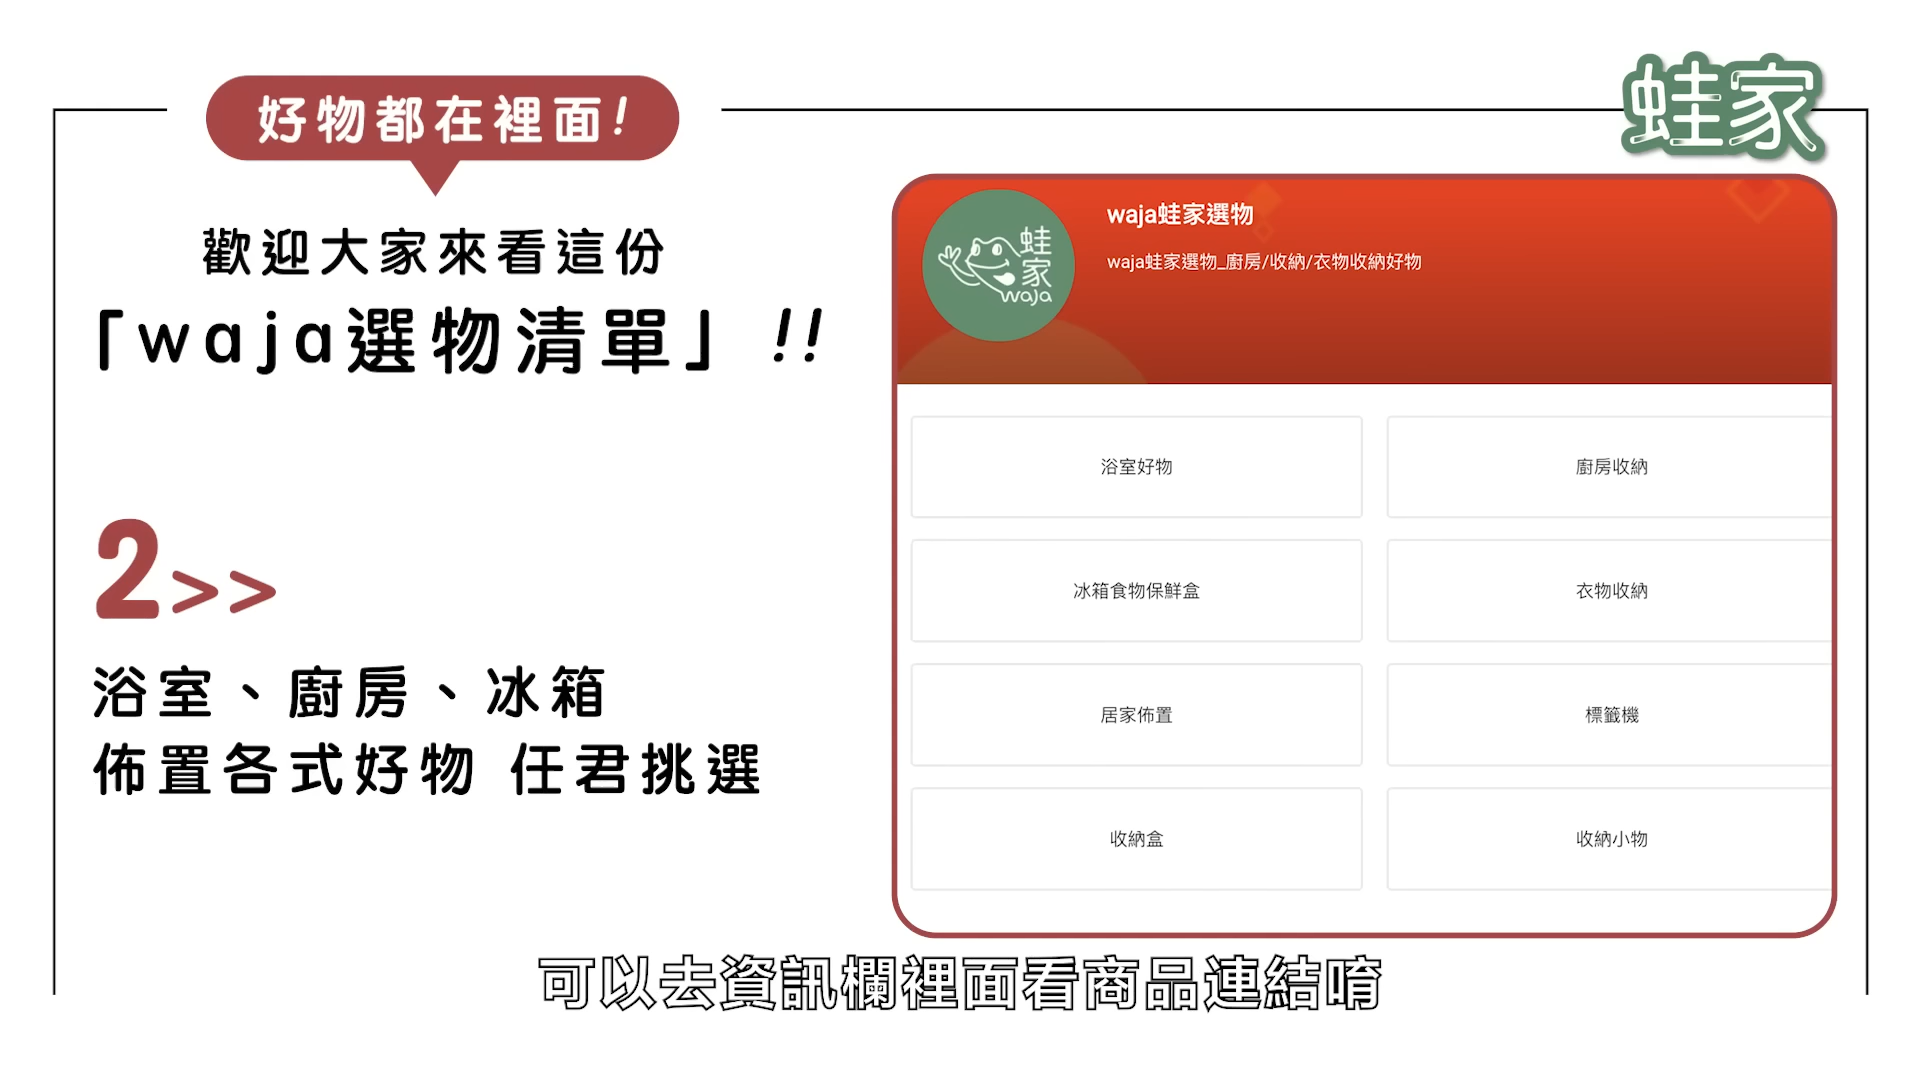 好物都在裡面!
蛙家
歡迎大家來看這份
「waja選物清單」!!
2>>
浴室、廚房、冰箱
佈置各式好物 任君挑選
蛙
家
waja
waja蛙家選物
waja蛙家選物_廚房/收納/衣物收納好物
浴室好物
廚房收納
冰箱食物保鮮盒
衣物收納
居家佈置
標籤機
收納盒
收納小物
可以去資訊欄裡面看商品連結唷